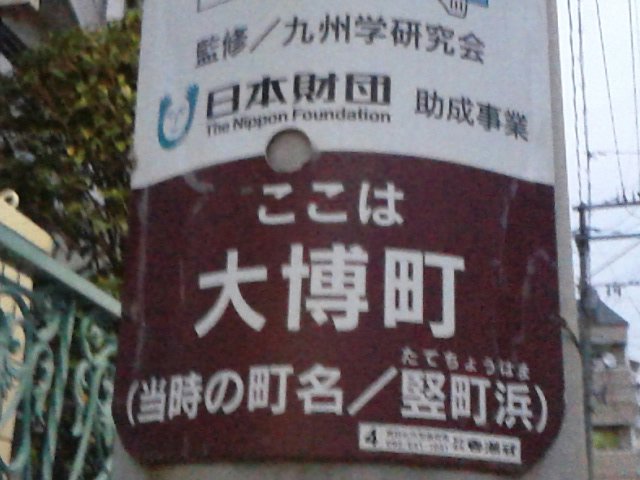 監修／九州学研究会
日本財団 助成事業
The Nippon Foundation
ここは
大博町
たてちょうはま
(当時の町名／竪町浜)
4